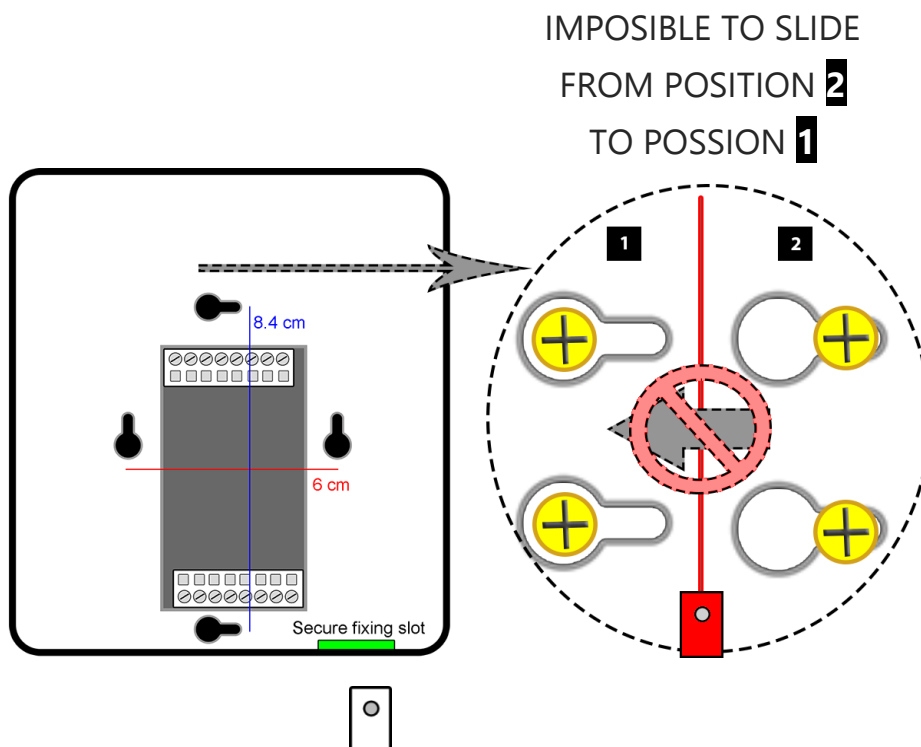 IMPOSIBLE TO SLIDE
FROM POSITION 2
TO POSSION 1
1
2
8.4 cm
6 cm
Secure fixing slot